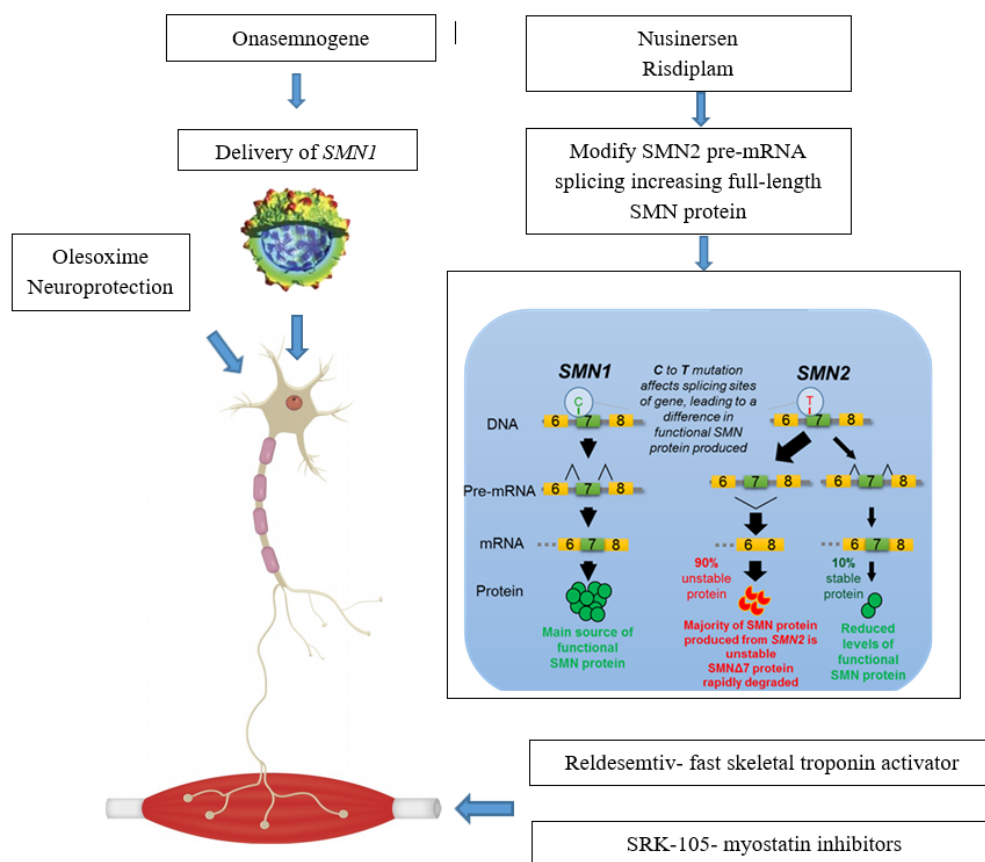 Onasemnogene
Nusinersen
Risdiplam
Delivery of SMN1
Modify SMN2 pre-mRNA
splicing increasing full-length
SMN protein
Olesoxime
Neuroprotection
SMN1
C to T mutation
affects splicing sites
of gene, leading to a
difference in
functional SMN
protein produced
SMN2
C
T
DNA
6 7 8
6 7 8
Pre-mRNA
6 7 8
6 7 8
6 7 8
mRNA
6 7 8
6 8
6 7 8
90%
unstable
protein
10%
stable
protein
Protein
Main source of
functional
SMN protein
Majority of SMN protein
produced from SMN2 is
unstable
SMNΔ7 protein
rapidly degraded
Reduced
levels of
functional
SMN protein
Reldesemtiv- fast skeletal troponin activator
SRK-105- myostatin inhibitors